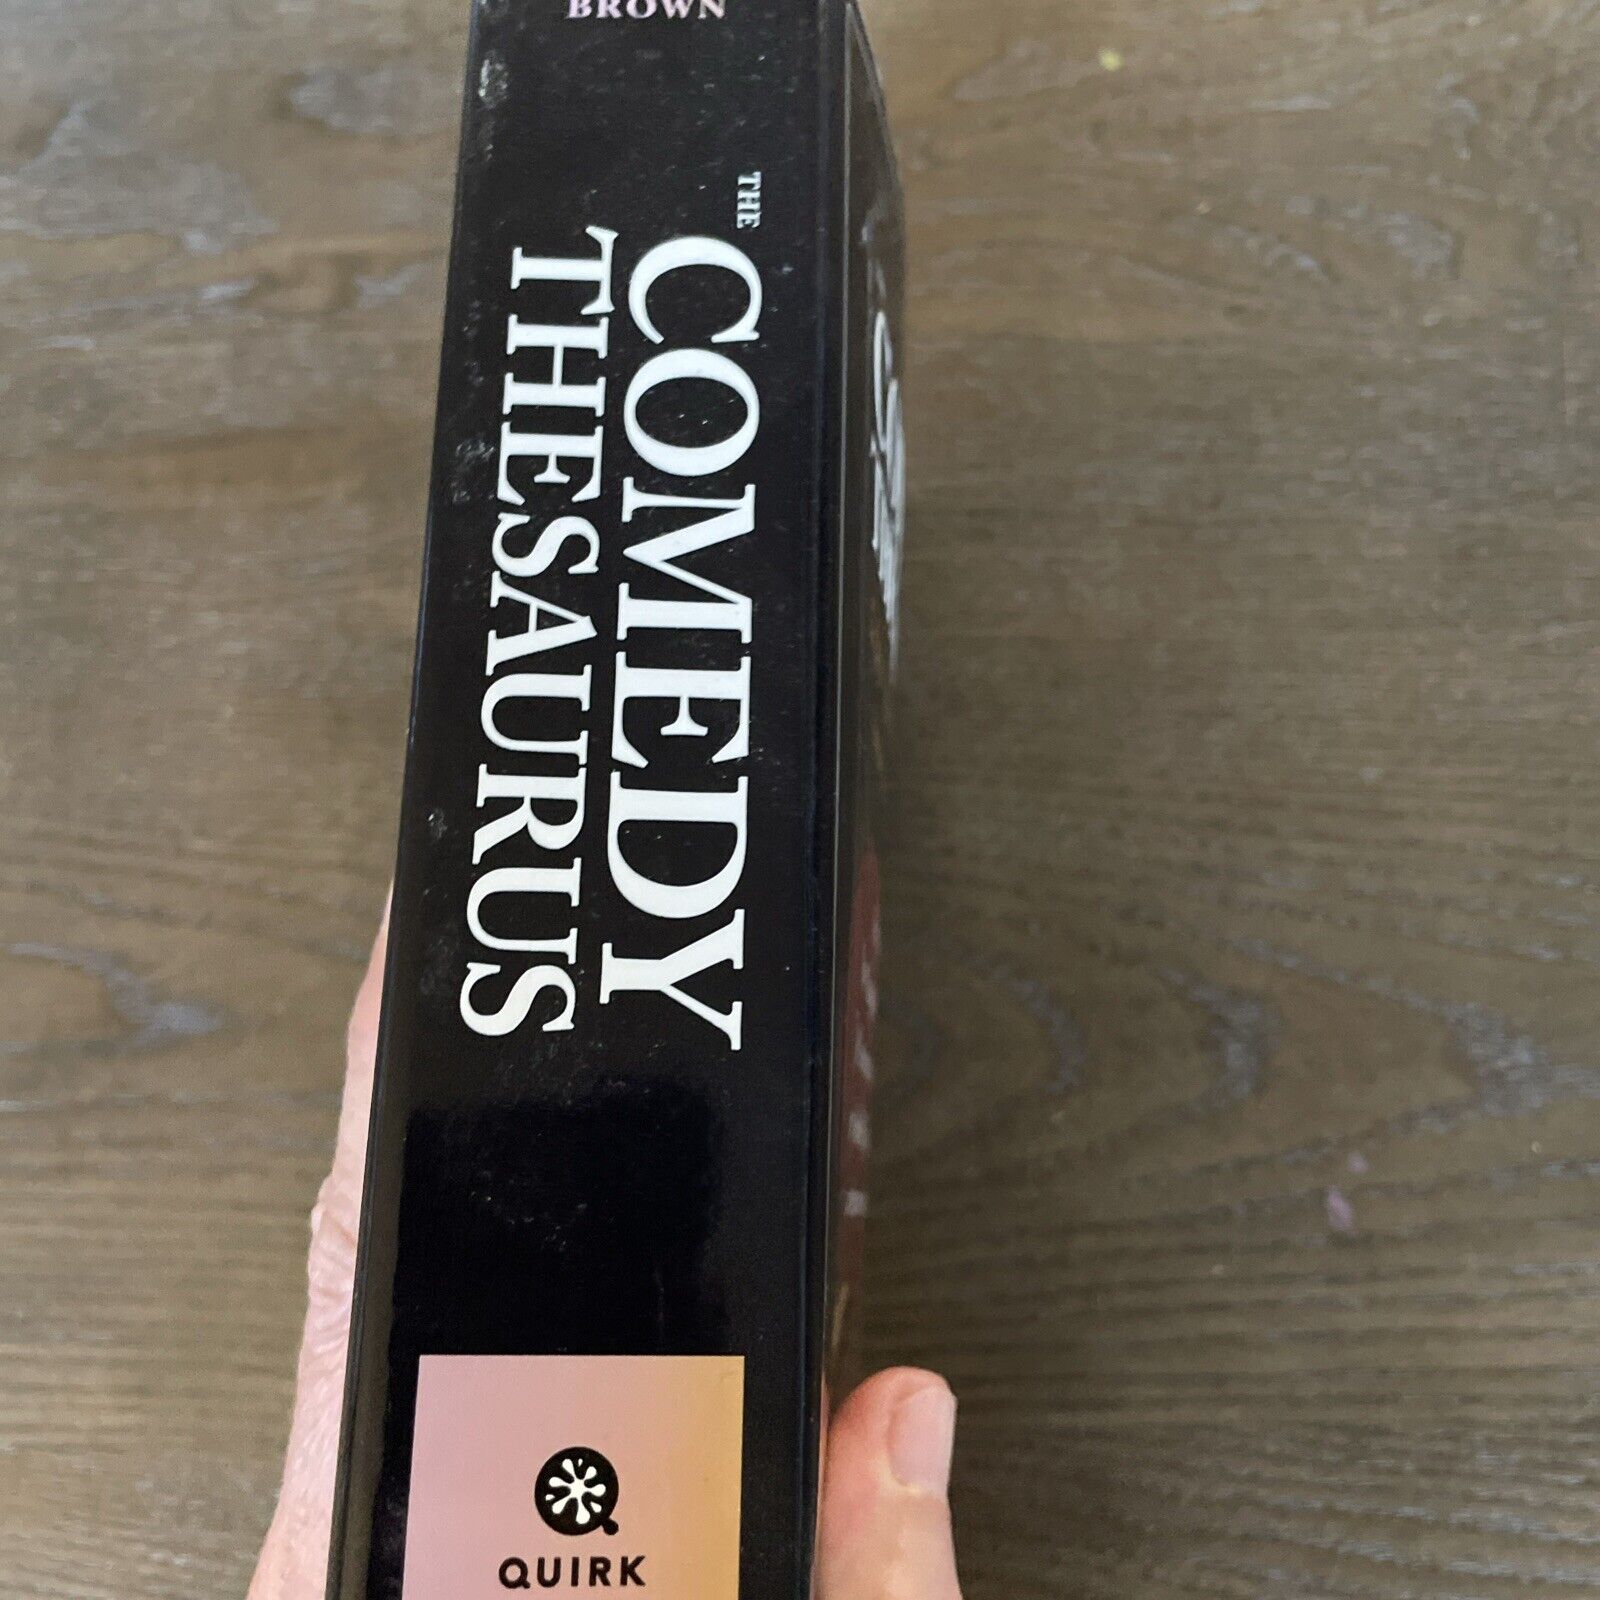 BROWN
THE
COMEDY
THESAURUS
QUIRK